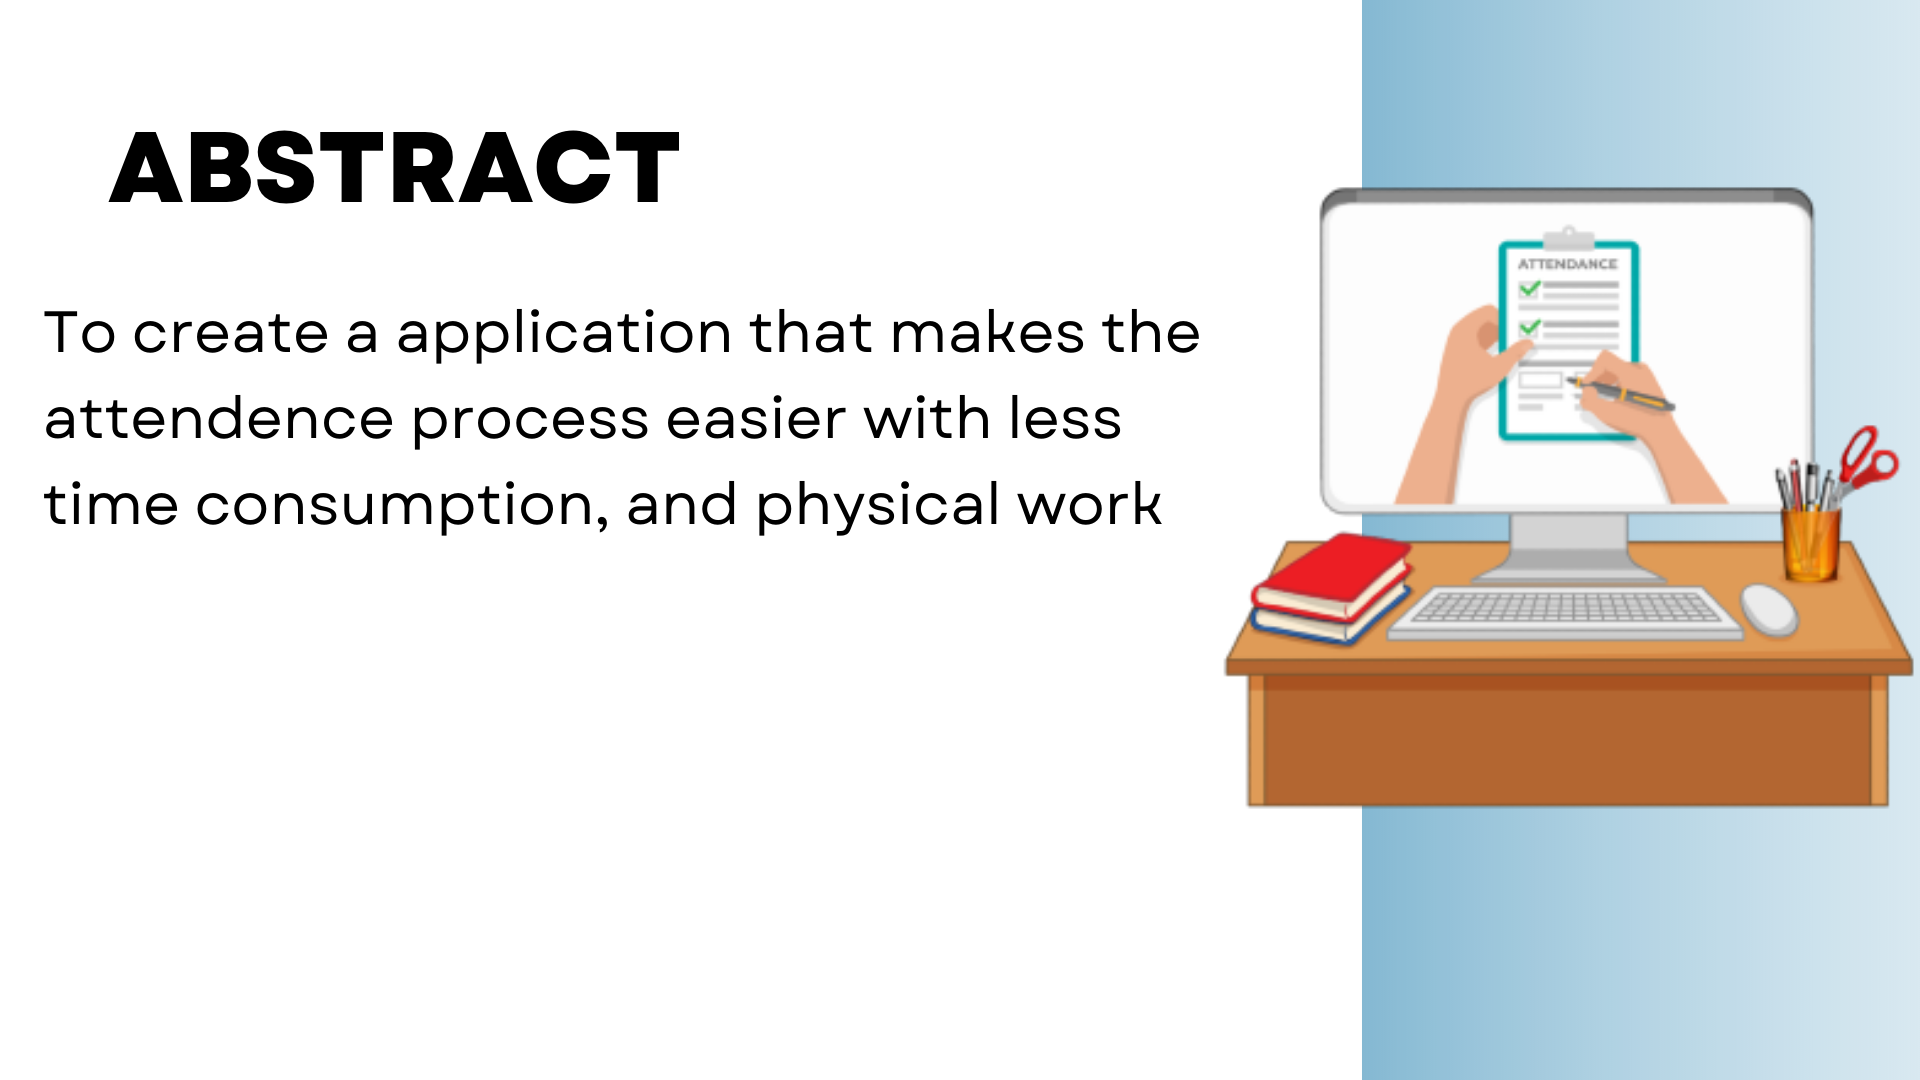 ABSTRACT
To create a application that makes the
attendence process easier with less
time consumption, and physical work
ATTENDANCE